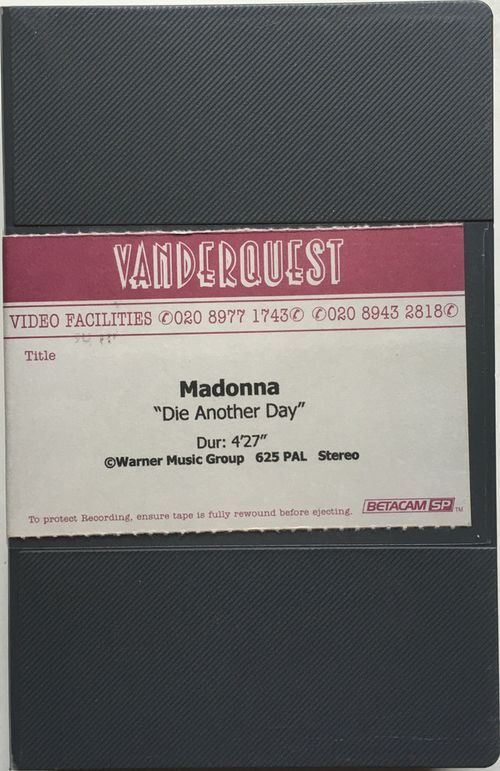 VANDERQUEST
VIDEO FACILITIES ✆020 8977 1743✆ ✆020 8943 2818✆
Title
Madonna
"Die Another Day"
Dur: 4'27"
©Warner Music Group 625 PAL Stereo
To protect Recording, ensure tape is fully rewound before ejecting.
BETACAM SP TM